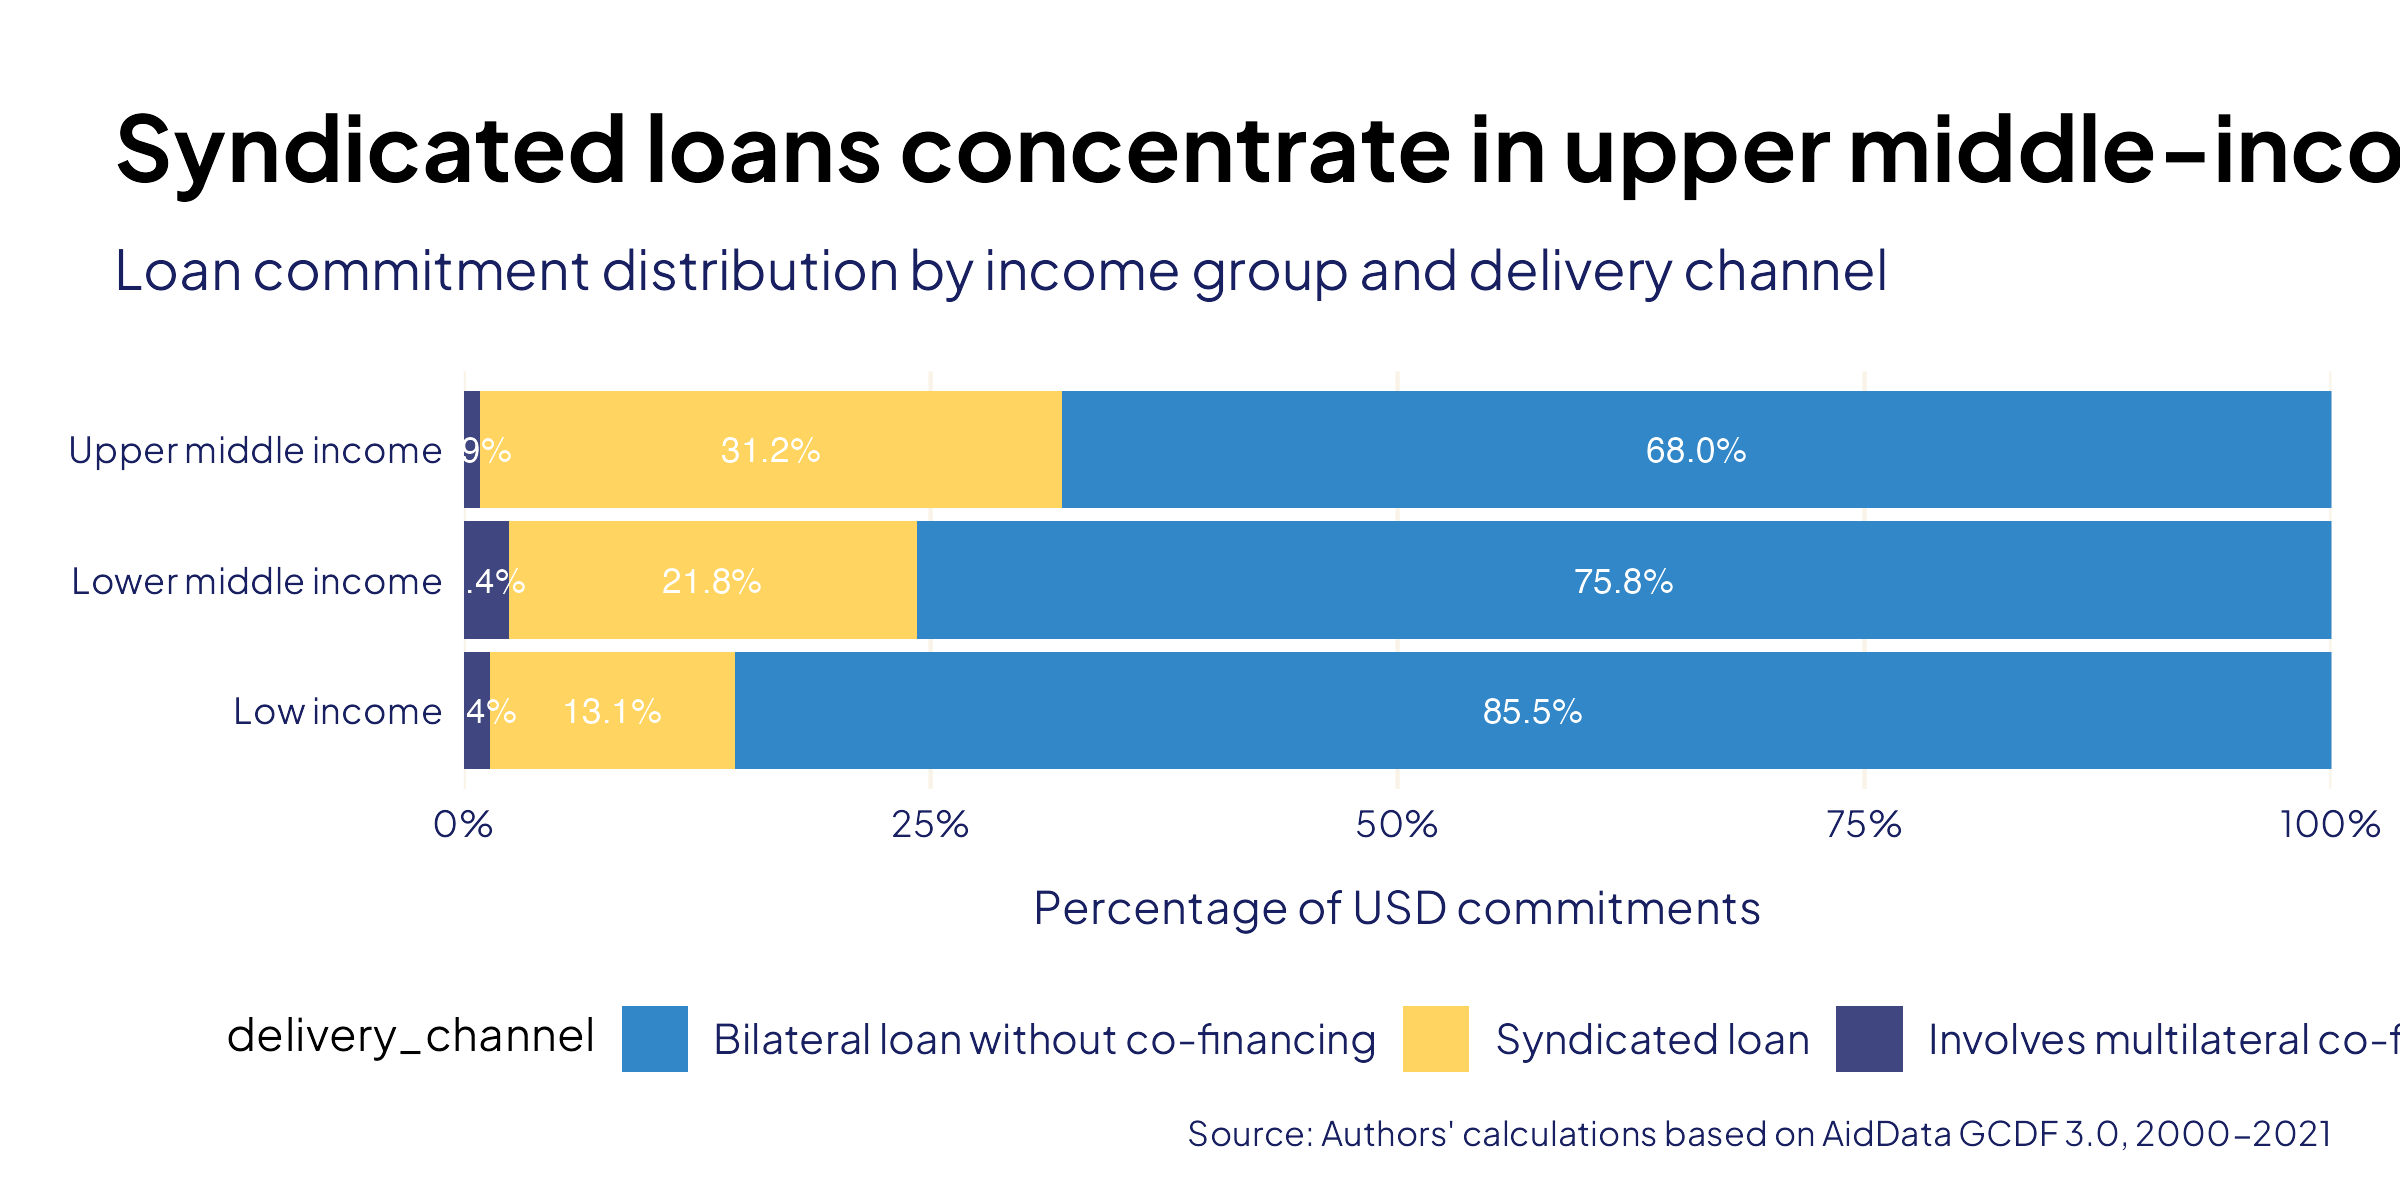 Syndicated loans concentrate in upper middle-inco
Loan commitment distribution by income group and delivery channel
Upper middle income 9% 31.2% 68.0%
Lower middle income .4% 21.8% 75.8%
Low income 4% 13.1% 85.5%
0% 25% 50% 75% 100%
Percentage of USD commitments
delivery_channel Bilateral loan without co-financing Syndicated loan Involves multilateral co-f
Source: Authors' calculations based on AidData GCDF 3.0, 2000–2021